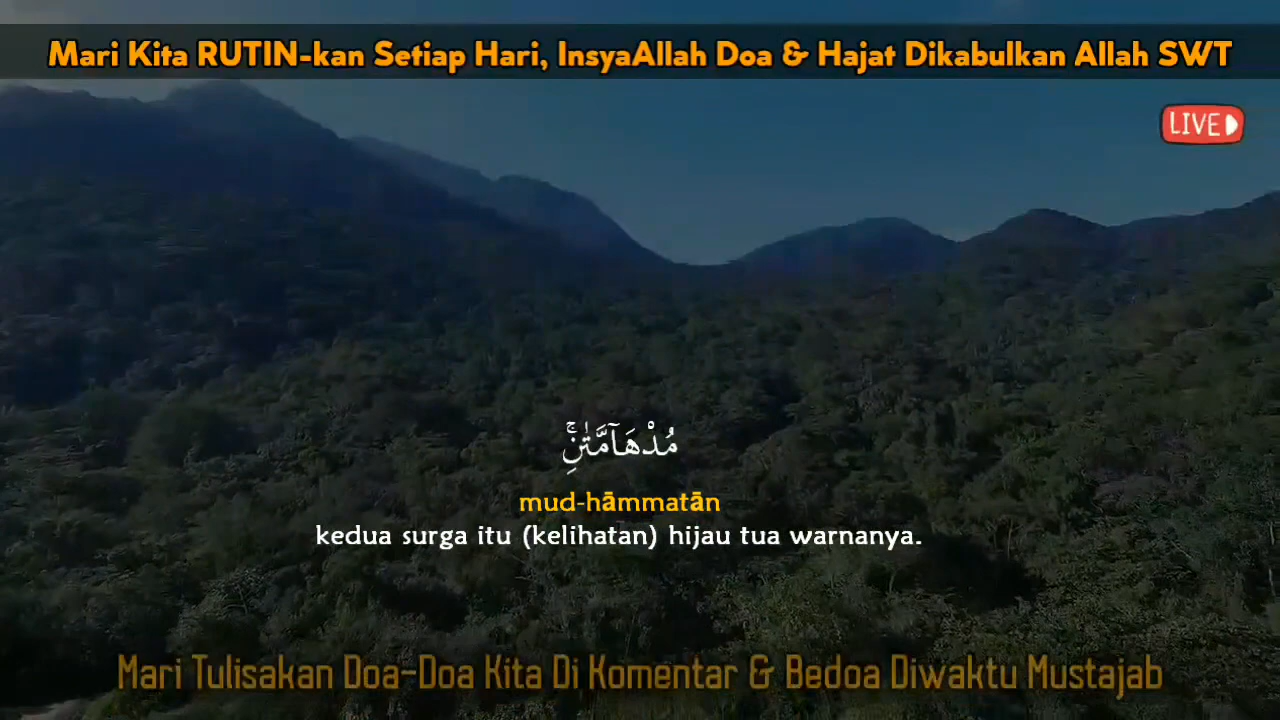 Mari Kita RUTIN-kan Setiap Hari, InsyaAllah Doa & Hajat Dikabulkan Allah SWT
LIVE
مُدْهَآمَّتٰنِۚ
mud-hāmmatān
kedua surga itu (kelihatan) hijau tua warnanya.
Mari Tulisakan Doa-Doa Kita Di Komentar & Bedoa Diwaktu Mustajab